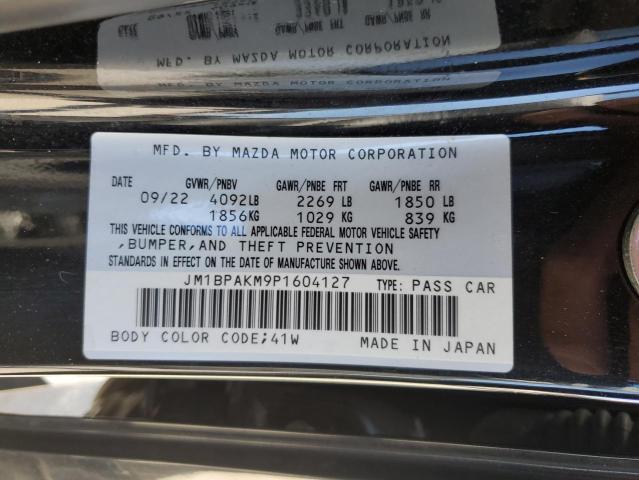 MFD. BY MAZDA MOTOR CORPORATION
MFD. BY MAZDA MOTOR CORPORATION
DATE GVWR/PNBV GAWR/PNBE FRT GAWR/PNBE RR
09/22 4092LB 2269 LB 1850 LB
1856KG 1029 KG 839 KG
THIS VEHICLE CONFORMS TO ALL APPLICABLE FEDERAL MOTOR VEHICLE SAFETY
,BUMPER,AND THEFT PREVENTION
STANDARDS IN EFFECT ON THE DATE OF MANUFACTURE SHOWN ABOVE.
JM1BPAKM9P1604127 TYPE: PASS CAR
BODY COLOR CODE;41W MADE IN JAPAN